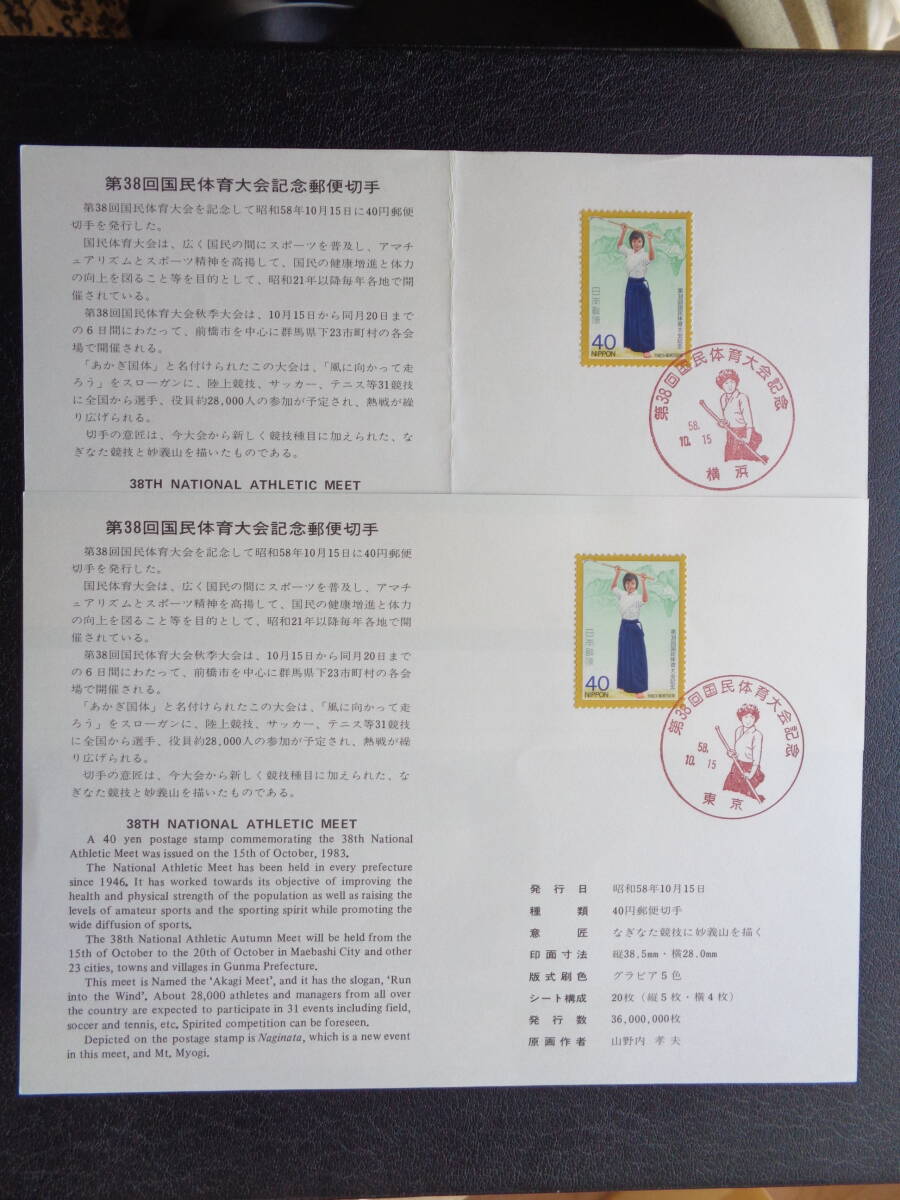 第38回国民体育大会記念郵便切手
第38回国民体育大会を記念して昭和58年10月15日に40円郵便
切手を発行した。
国民体育大会は、広く国民の間にスポーツを普及し、アマチ
ュアリズムとスポーツ精神を高揚して、国民の健康増進と体力
の向上を図ること等を目的として、昭和21年以降毎年各地で開
催されている。
第38回国民体育大会秋季大会は、10月15日から同月20日まで
の6日間にわたって、前橋市を中心に群馬県下23市町村の各会
場で開催される。
「あかぎ国体」と名付けられたこの大会は、「風に向かって走
ろう」をスローガンに、陸上競技、サッカー、テニス等31競技
に全国から選手、役員約28,000人の参加が予定され、熱戦が繰
り広げられる。
切手の意匠は、今大会から新しく競技種目に加えられた、な
ぎなた競技と妙義山を描いたものである。
38TH NATIONAL ATHLETIC MEET
日本郵便
第38回国民体育大会記念
40
NIPPON
第38回国民体育大会記念
58.
10. 15
横浜
第38回国民体育大会記念郵便切手
第38回国民体育大会を記念して昭和58年10月15日に40円郵便
切手を発行した。
国民体育大会は、広く国民の間にスポーツを普及し、アマチ
ュアリズムとスポーツ精神を高揚して、国民の健康増進と体力
の向上を図ること等を目的として、昭和21年以降毎年各地で開
催されている。
第38回国民体育大会秋季大会は、10月15日から同月20日まで
の6日間にわたって、前橋市を中心に群馬県下23市町村の各会
場で開催される。
「あかぎ国体」と名付けられたこの大会は、「風に向かって走
ろう」をスローガンに、陸上競技、サッカー、テニス等31競技
に全国から選手、役員約28,000人の参加が予定され、熱戦が繰
り広げられる。
切手の意匠は、今大会から新しく競技種目に加えられた、な
ぎなた競技と妙義山を描いたものである。
38TH NATIONAL ATHLETIC MEET
A 40 yen postage stamp commemorating the 38th National
Athletic Meet was issued on the 15th of October, 1983.
The National Athletic Meet has been held in every prefecture
since 1946. It has worked towards its objective of improving the
health and physical strength of the population as well as raising the
levels of amateur sports and the sporting spirit while promoting the
wide diffusion of sports.
The 38th National Athletic Autumn Meet will be held from the
15th of October to the 20th of October in Maebashi City and other
23 cities, towns and villages in Gunma Prefecture.
This meet is Named the 'Akagi Meet', and it has the slogan, 'Run
into the Wind'. About 28,000 athletes and managers from all over
the country are expected to participate in 31 events including field,
soccer and tennis, etc. Spirited competition can be foreseen.
Depicted on the postage stamp is Naginata, which is a new event
in this meet, and Mt. Myogi.
日本郵便
第38回国民体育大会記念
40
NIPPON
第38回国民体育大会記念
58.
10. 15
東京
発行日 昭和58年10月15日
種類 40円郵便切手
意匠 なぎなた競技に妙義山を描く
印面寸法 縦38.5mm・横28.0mm
版式刷色 グラビア5色
シート構成 20枚(縦5枚・横4枚)
発行数 36,000,000枚
原画作者 山野内 孝夫